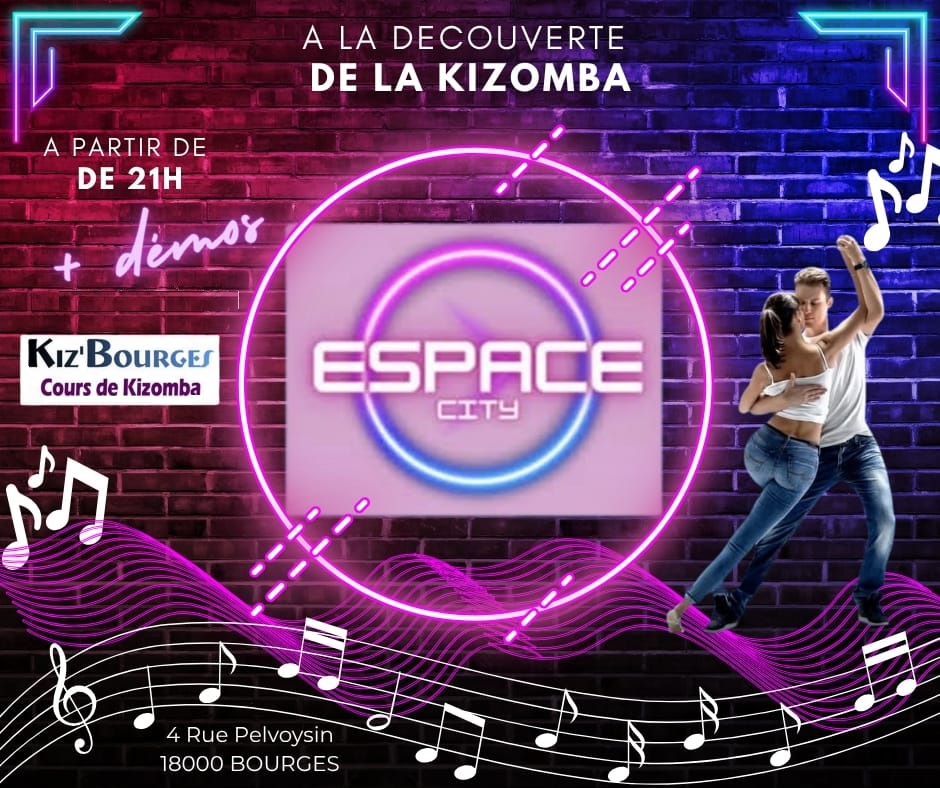 A LA DECOUVERTE
DE LA KIZOMBA
A PARTIR DE
DE 21H
+ démos
KIZ'BOURGES
Cours de Kizomba
ESPACE
CITY
4 Rue Pelvoysin
18000 BOURGES